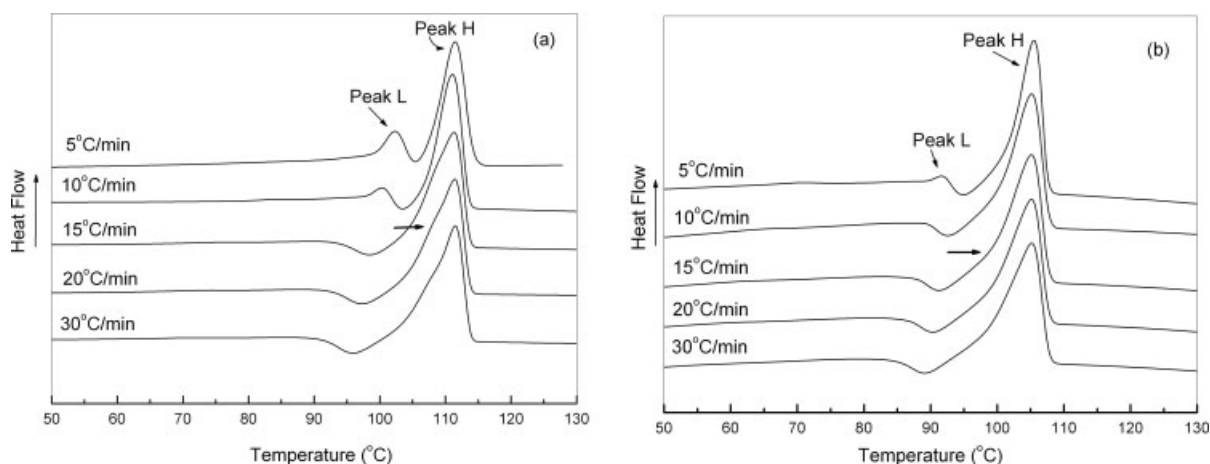 Peak H
(a)
Peak L
5°C/min
10°C/min
15°C/min
20°C/min
30°C/min
Heat Flow
50 60 70 80 90 100 110 120 130
Temperature (°C)
(b)
Peak H
Peak L
5°C/min
10°C/min
15°C/min
20°C/min
30°C/min
Heat Flow
50 60 70 80 90 100 110 120 130
Temperature (°C)